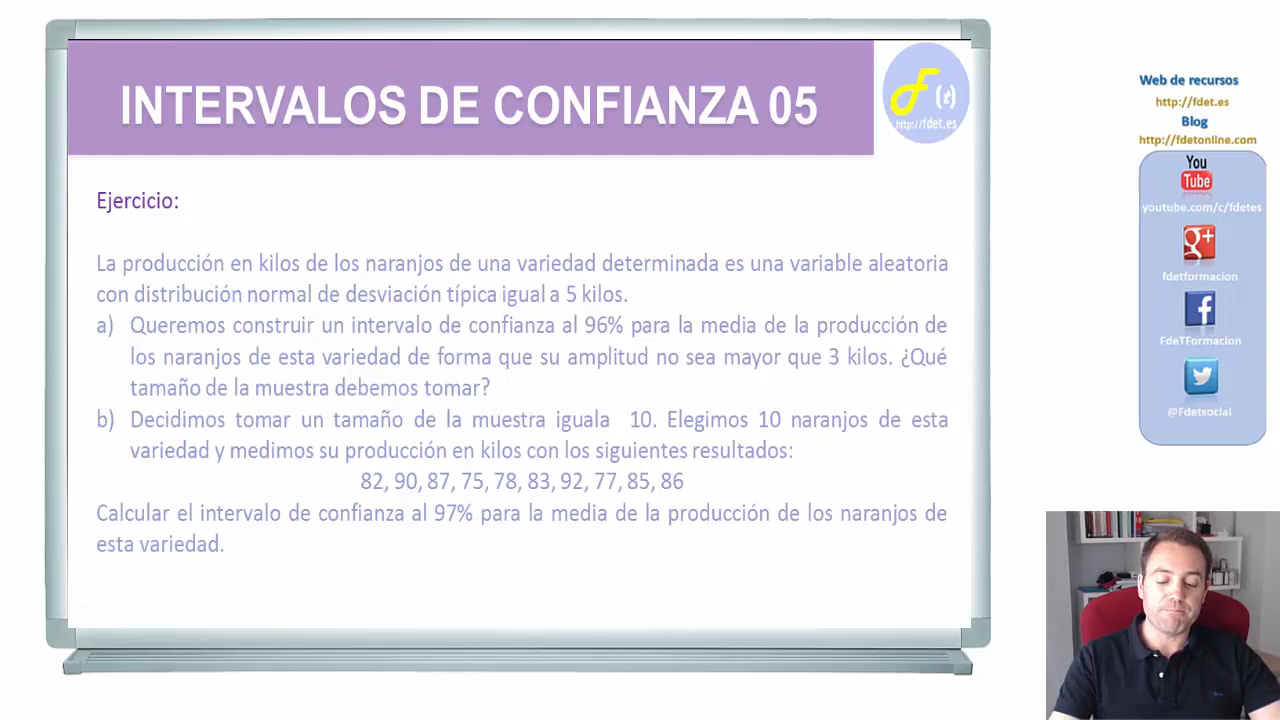 INTERVALOS DE CONFIANZA 05
http://fdet.es
Ejercicio:
La producción en kilos de los naranjos de una variedad determinada es una variable aleatoria
con distribución normal de desviación típica igual a 5 kilos.
a) Queremos construir un intervalo de confianza al 96% para la media de la producción de
los naranjos de esta variedad de forma que su amplitud no sea mayor que 3 kilos. ¿Qué
tamaño de la muestra debemos tomar?
b) Decidimos tomar un tamaño de la muestra iguala 10. Elegimos 10 naranjos de esta
variedad y medimos su producción en kilos con los siguientes resultados:
82, 90, 87, 75, 78, 83, 92, 77, 85, 86
Calcular el intervalo de confianza al 97% para la media de la producción de los naranjos de
esta variedad.
Web de recursos
http://fdet.es
Blog
http://fdetonline.com
You
Tube
youtube.com/c/fdetes
g+
fdetformacion
f
FdeTFormacion
@Fdetsocial